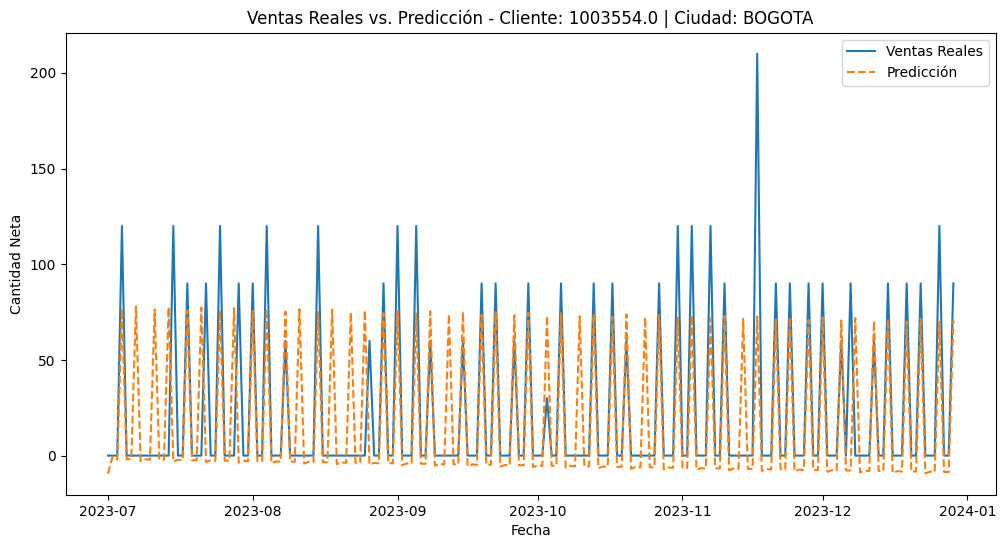 Ventas Reales vs. Predicción - Cliente: 1003554.0 | Ciudad: BOGOTA
Ventas Reales
Predicción
Cantidad Neta
200
150
100
50
0
2023-07 2023-08 2023-09 2023-10 2023-11 2023-12 2024-01
Fecha